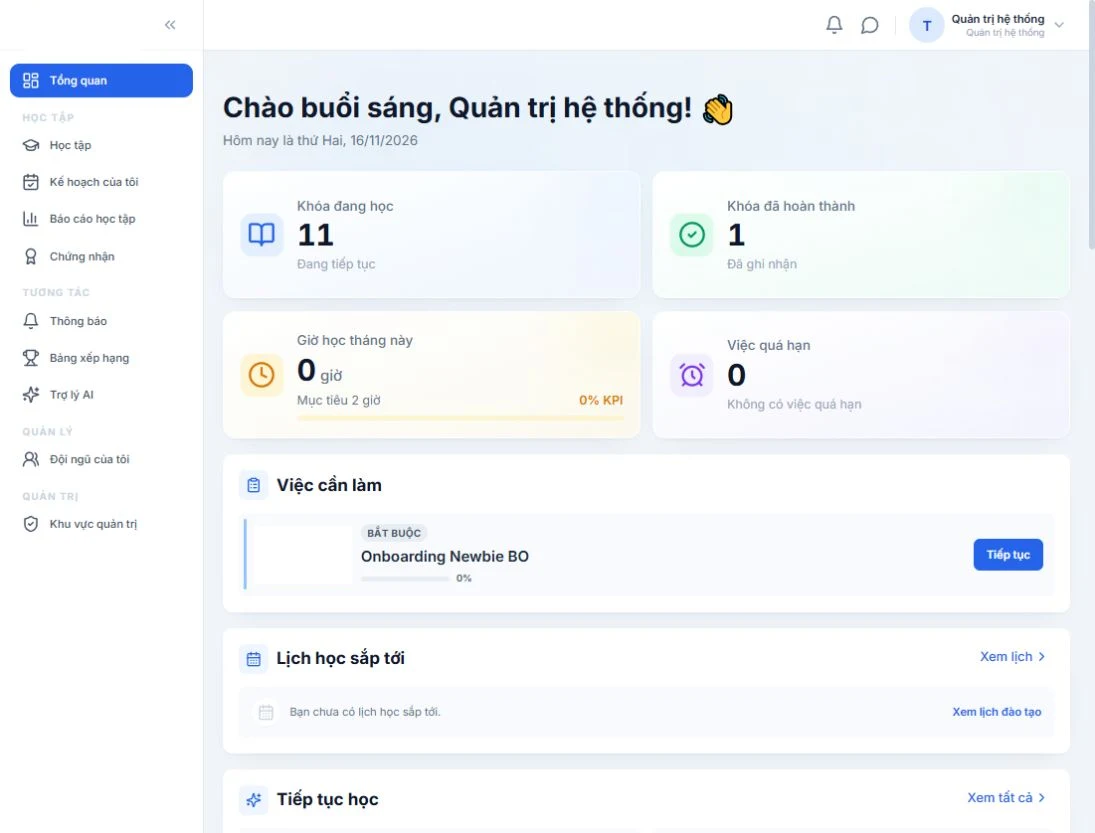 Quản trị hệ thống
T
Quản trị hệ thống
Tổng quan
HỌC TẬP
Học tập
Kế hoạch của tôi
Báo cáo học tập
Chứng nhận
TƯƠNG TÁC
Thông báo
Bảng xếp hạng
Trợ lý AI
QUẢN LÝ
Đội ngũ của tôi
QUẢN TRỊ
Khu vực quản trị
Chào buổi sáng, Quản trị hệ thống! 👋
Hôm nay là thứ Hai, 16/11/2026
Khóa đang học
11
Đang tiếp tục
Khóa đã hoàn thành
1
Đã ghi nhận
Giờ học tháng này
0 giờ
Mục tiêu 2 giờ
0% KPI
Việc quá hạn
0
Không có việc quá hạn
Việc cần làm
BẮT BUỘC
Onboarding Newbie BO
0%
Tiếp tục
Lịch học sắp tới
Xem lịch
Bạn chưa có lịch học sắp tới.
Xem lịch đào tạo
Tiếp tục học
Xem tất cả